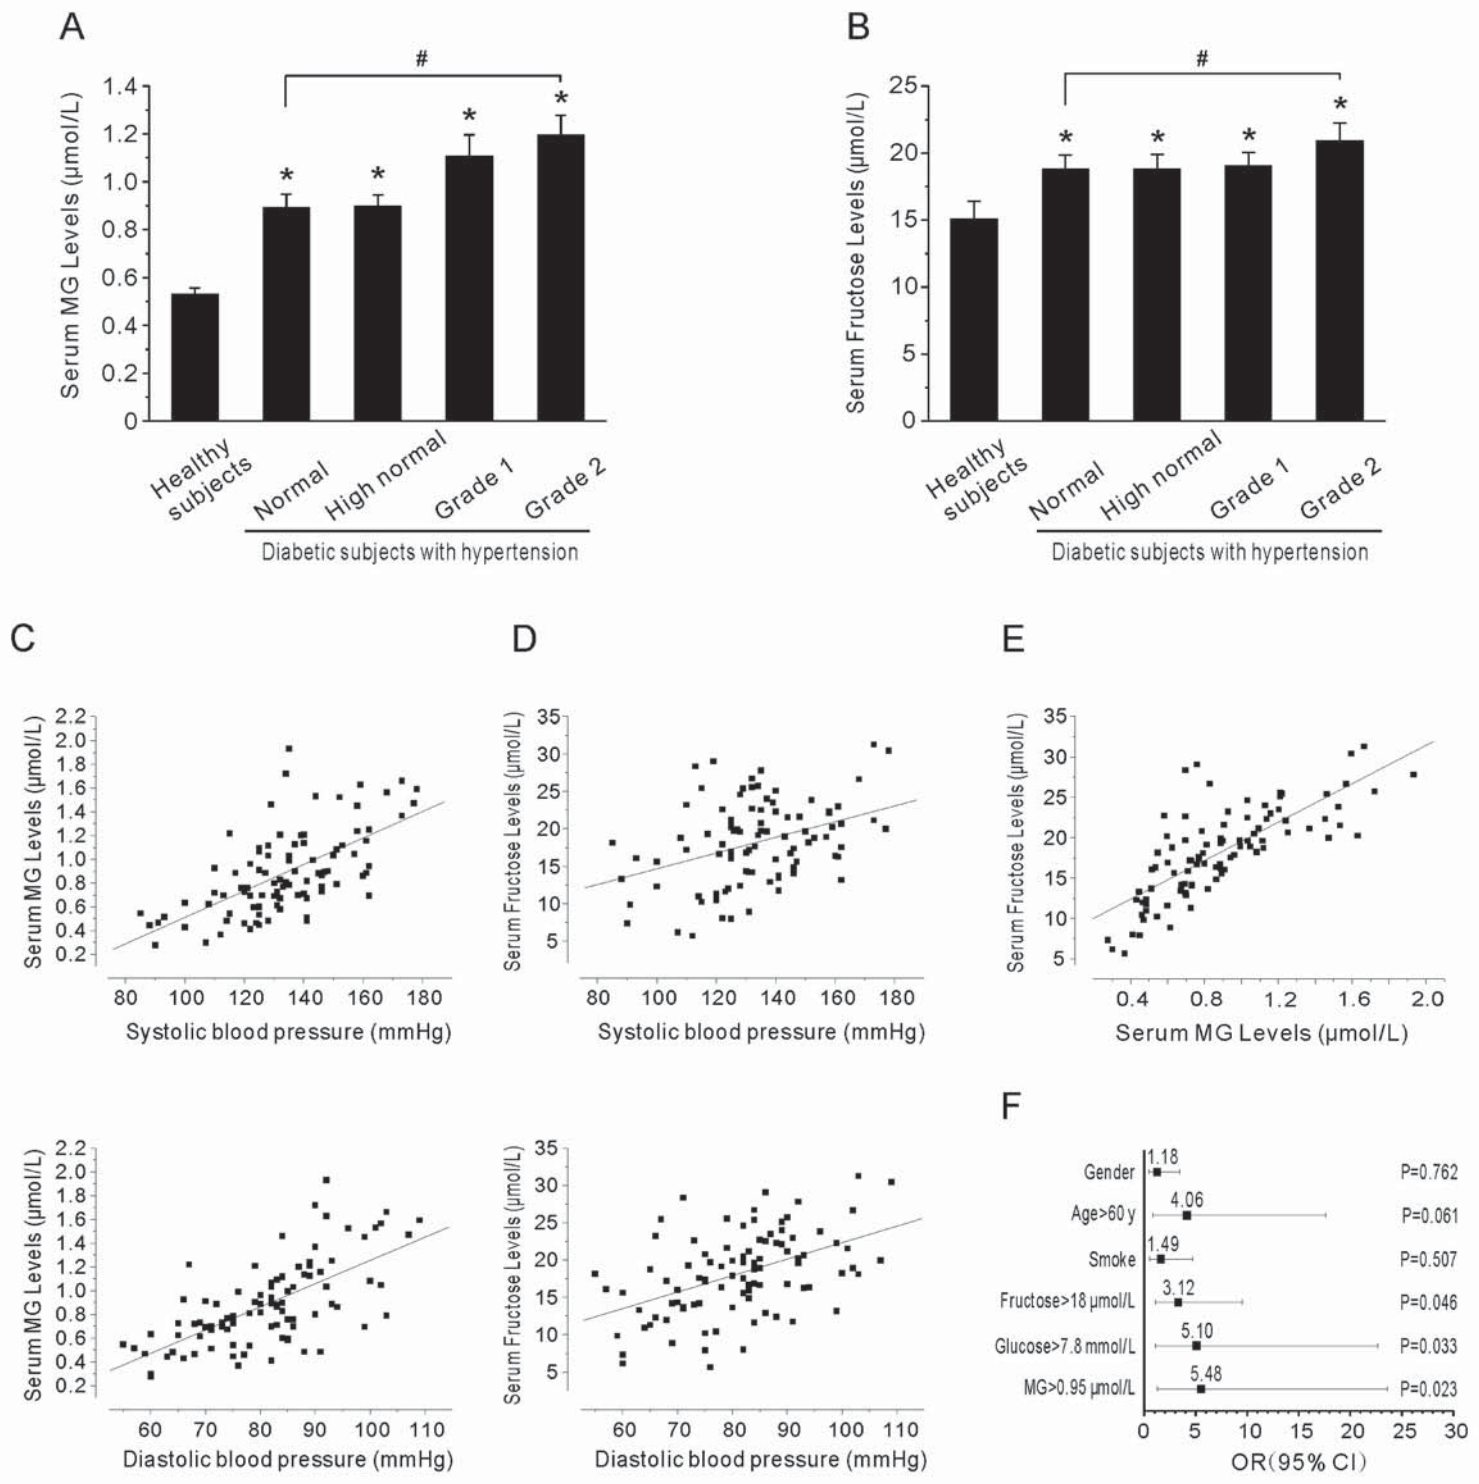 A
#
Serum MG Levels (µmol/L)
1.4
1.2
1.0
0.8
0.6
0.4
0.2
0
*
*
*
*
Healthy
subjects
Normal
High normal
Grade 1
Grade 2
Diabetic subjects with hypertension
B
#
Serum Fructose Levels (µmol/L)
25
20
15
10
5
0
*
*
*
*
Healthy
subjects
Normal
High normal
Grade 1
Grade 2
Diabetic subjects with hypertension
C
Serum MG Levels (µmol/L)
2.2
2.0
1.8
1.6
1.4
1.2
1.0
0.8
0.6
0.4
0.2
80 100 120 140 160 180
Systolic blood pressure (mmHg)
Serum MG Levels (µmol/L)
2.2
2.0
1.8
1.6
1.4
1.2
1.0
0.8
0.6
0.4
0.2
60 70 80 90 100 110
Diastolic blood pressure (mmHg)
D
Serum Fructose Levels (µmol/L)
35
30
25
20
15
10
5
80 100 120 140 160 180
Systolic blood pressure (mmHg)
Serum Fructose Levels (µmol/L)
35
30
25
20
15
10
5
60 70 80 90 100 110
Diastolic blood pressure (mmHg)
E
Serum Fructose Levels (µmol/L)
35
30
25
20
15
10
5
0.4 0.8 1.2 1.6 2.0
Serum MG Levels (µmol/L)
F
Gender 1.18 P=0.762
Age>60 y 4.06 P=0.061
Smoke 1.49 P=0.507
Fructose>18 µmol/L 3.12 P=0.046
Glucose>7.8 mmol/L 5.10 P=0.033
MG>0.95 µmol/L 5.48 P=0.023
0 5 10 15 20 25 30
OR(95% CI)